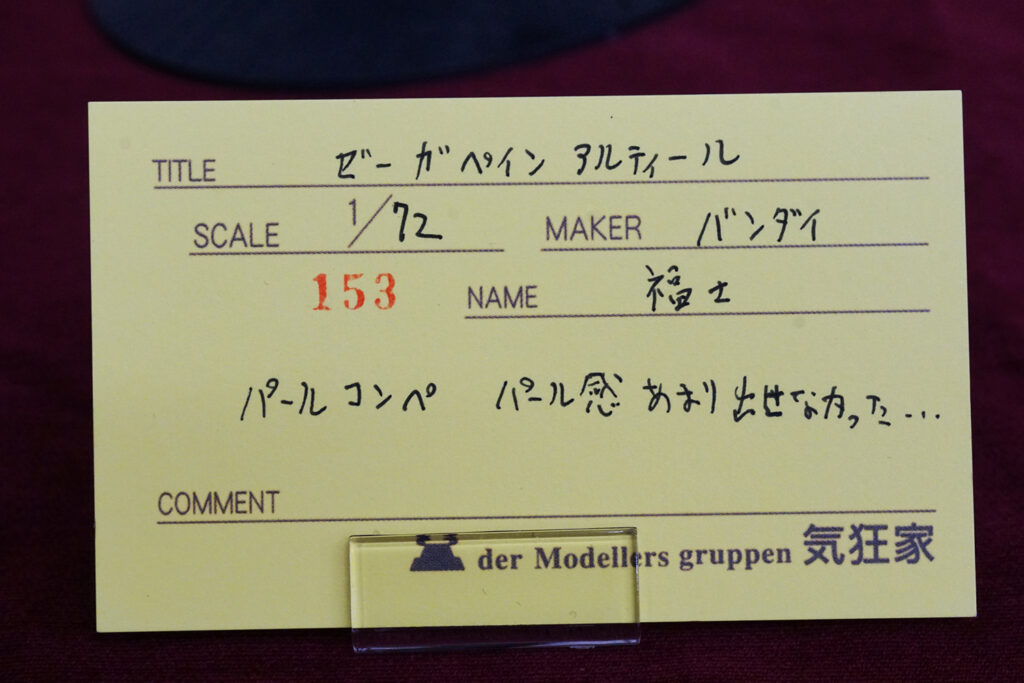 TITLE ゼーガペイン アルティール
SCALE 1/72 MAKER バンダイ
153 NAME 福士
パールコンペ パール感 あまり出せなかった...
COMMENT
der Modellers gruppen 気狂家